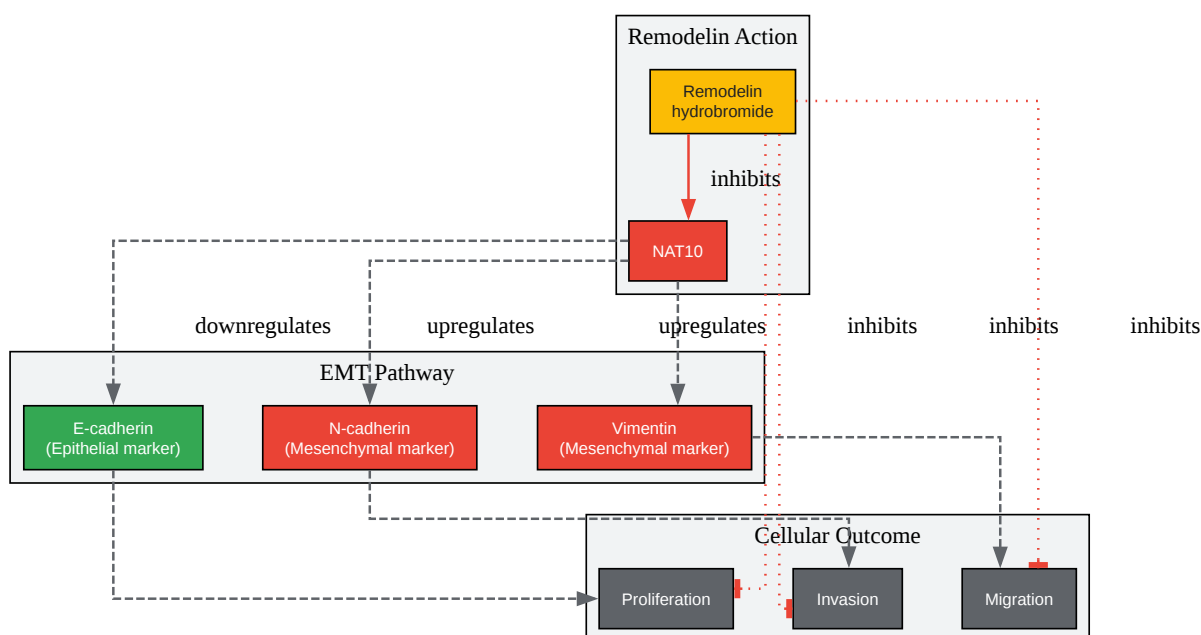 Remodelin Action
Remodelin
hydrobromide
inhibits
NAT10
downregulates
upregulates
upregulates
inhibits
inhibits
inhibits
EMT Pathway
E-cadherin
(Epithelial marker)
N-cadherin
(Mesenchymal marker)
Vimentin
(Mesenchymal marker)
Cellular Outcome
Proliferation
Invasion
Migration